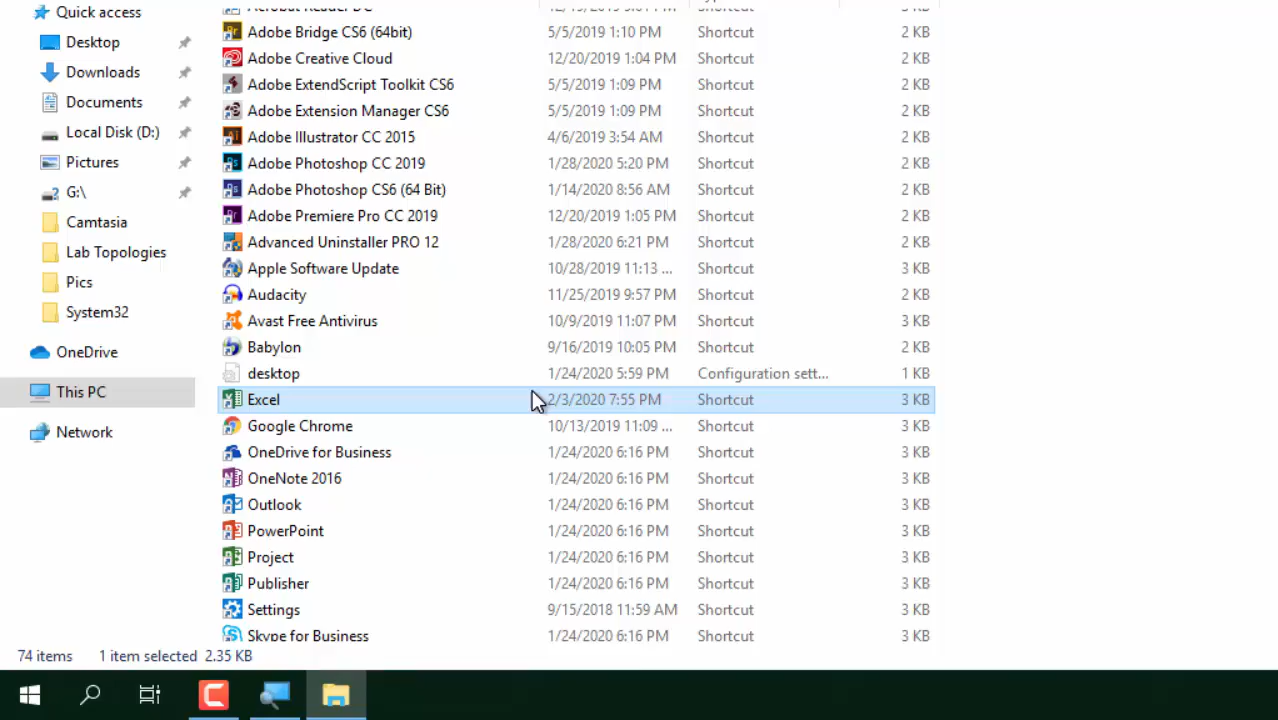 Quick access
Desktop
Downloads
Documents
Local Disk (D:)
Pictures
G:\
Camtasia
Lab Topologies
Pics
System32
OneDrive
This PC
Network
Adobe Bridge CS6 (64bit) 5/5/2019 1:10 PM Shortcut 2 KB
Adobe Creative Cloud 12/20/2019 1:04 PM Shortcut 2 KB
Adobe ExtendScript Toolkit CS6 5/5/2019 1:09 PM Shortcut 2 KB
Adobe Extension Manager CS6 5/5/2019 1:09 PM Shortcut 2 KB
Adobe Illustrator CC 2015 4/6/2019 3:54 AM Shortcut 2 KB
Adobe Photoshop CC 2019 1/28/2020 5:20 PM Shortcut 2 KB
Adobe Photoshop CS6 (64 Bit) 1/14/2020 8:56 AM Shortcut 2 KB
Adobe Premiere Pro CC 2019 12/20/2019 1:05 PM Shortcut 2 KB
Advanced Uninstaller PRO 12 1/28/2020 6:21 PM Shortcut 2 KB
Apple Software Update 10/28/2019 11:13 ... Shortcut 3 KB
Audacity 11/25/2019 9:57 PM Shortcut 2 KB
Avast Free Antivirus 10/9/2019 11:07 PM Shortcut 3 KB
Babylon 9/16/2019 10:05 PM Shortcut 2 KB
desktop 1/24/2020 5:59 PM Configuration sett... 1 KB
Excel 2/3/2020 7:55 PM Shortcut 3 KB
Google Chrome 10/13/2019 11:09 ... Shortcut 3 KB
OneDrive for Business 1/24/2020 6:16 PM Shortcut 3 KB
OneNote 2016 1/24/2020 6:16 PM Shortcut 3 KB
Outlook 1/24/2020 6:16 PM Shortcut 3 KB
PowerPoint 1/24/2020 6:16 PM Shortcut 3 KB
Project 1/24/2020 6:16 PM Shortcut 3 KB
Publisher 1/24/2020 6:16 PM Shortcut 3 KB
Settings 9/15/2018 11:59 AM Shortcut 3 KB
Skype for Business 1/24/2020 6:16 PM Shortcut 3 KB
74 items 1 item selected 2.35 KB